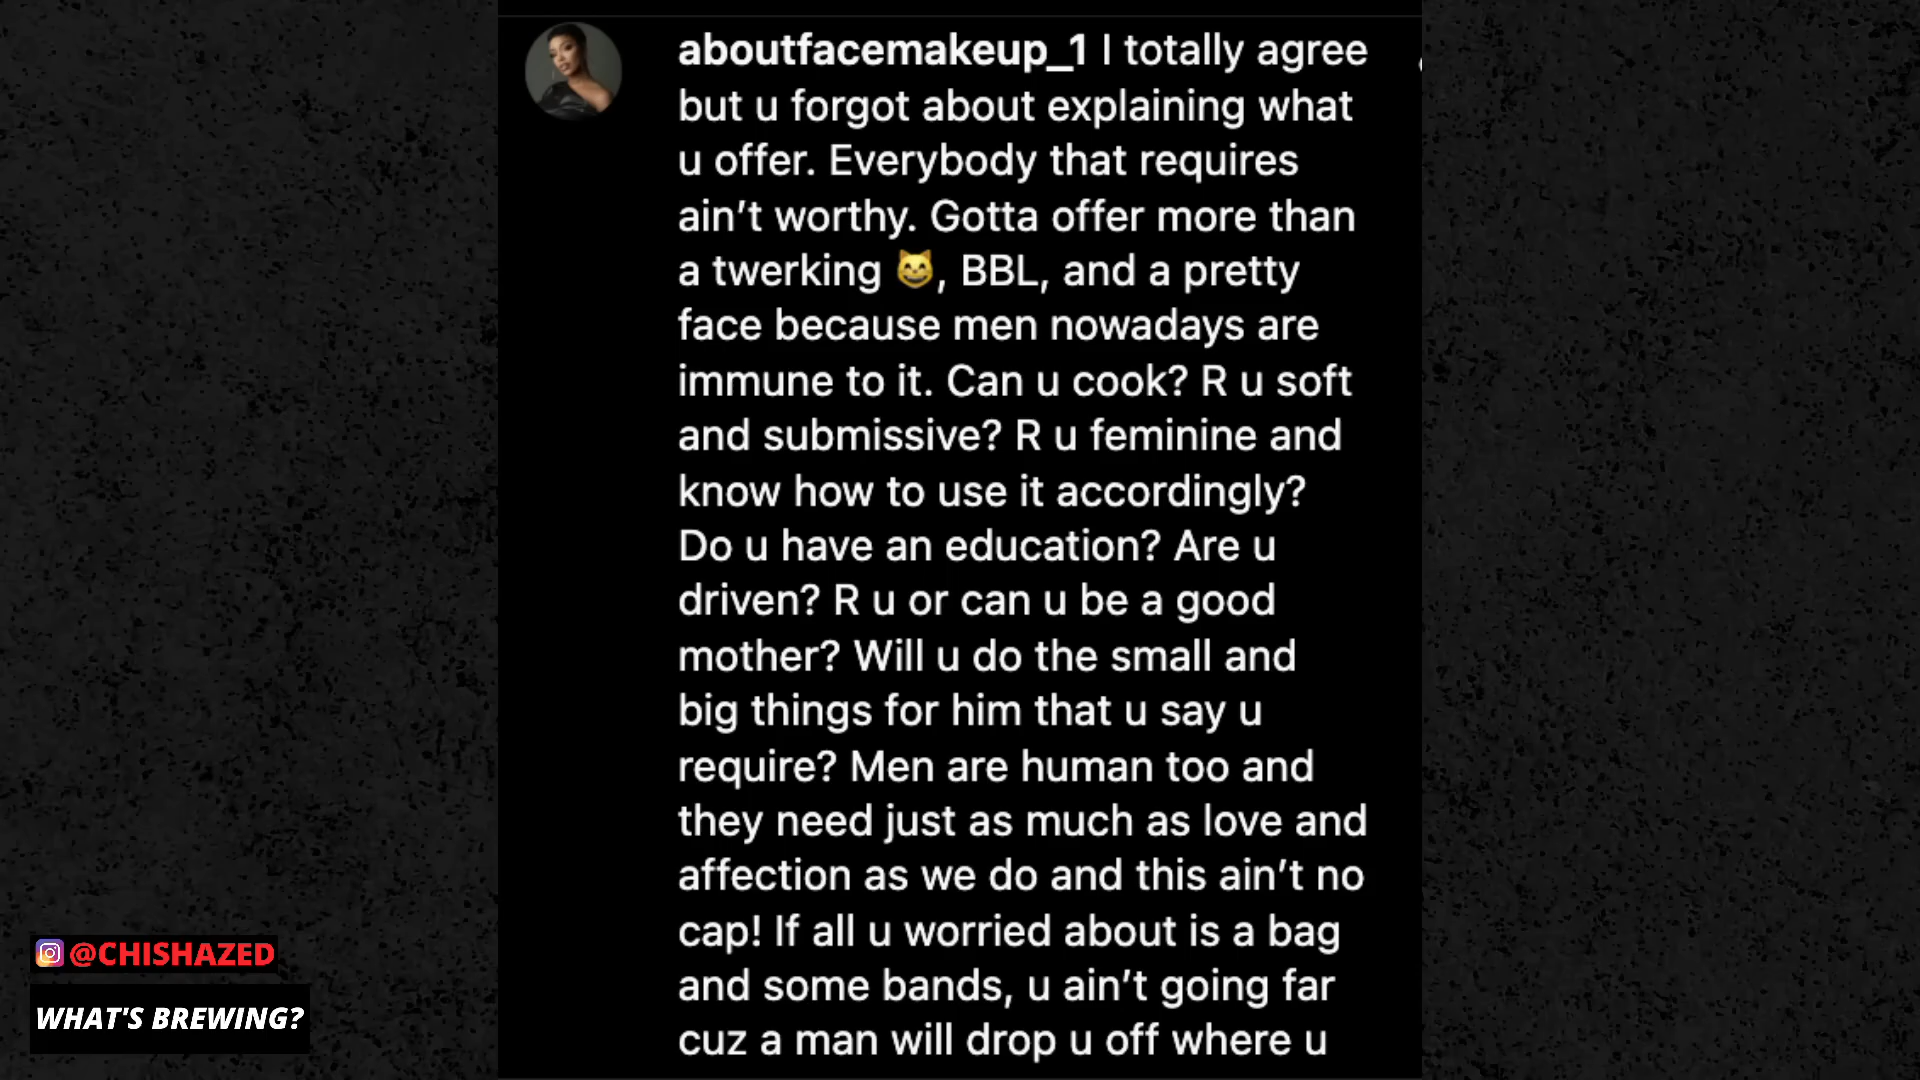 aboutfacemakeup_1 I totally agree
but u forgot about explaining what
u offer. Everybody that requires
ain’t worthy. Gotta offer more than
a twerking 😸, BBL, and a pretty
face because men nowadays are
immune to it. Can u cook? R u soft
and submissive? R u feminine and
know how to use it accordingly?
Do u have an education? Are u
driven? R u or can u be a good
mother? Will u do the small and
big things for him that u say u
require? Men are human too and
they need just as much as love and
affection as we do and this ain’t no
cap! If all u worried about is a bag
and some bands, u ain’t going far
cuz a man will drop u off where u
@CHISHAZED
WHAT'S BREWING?